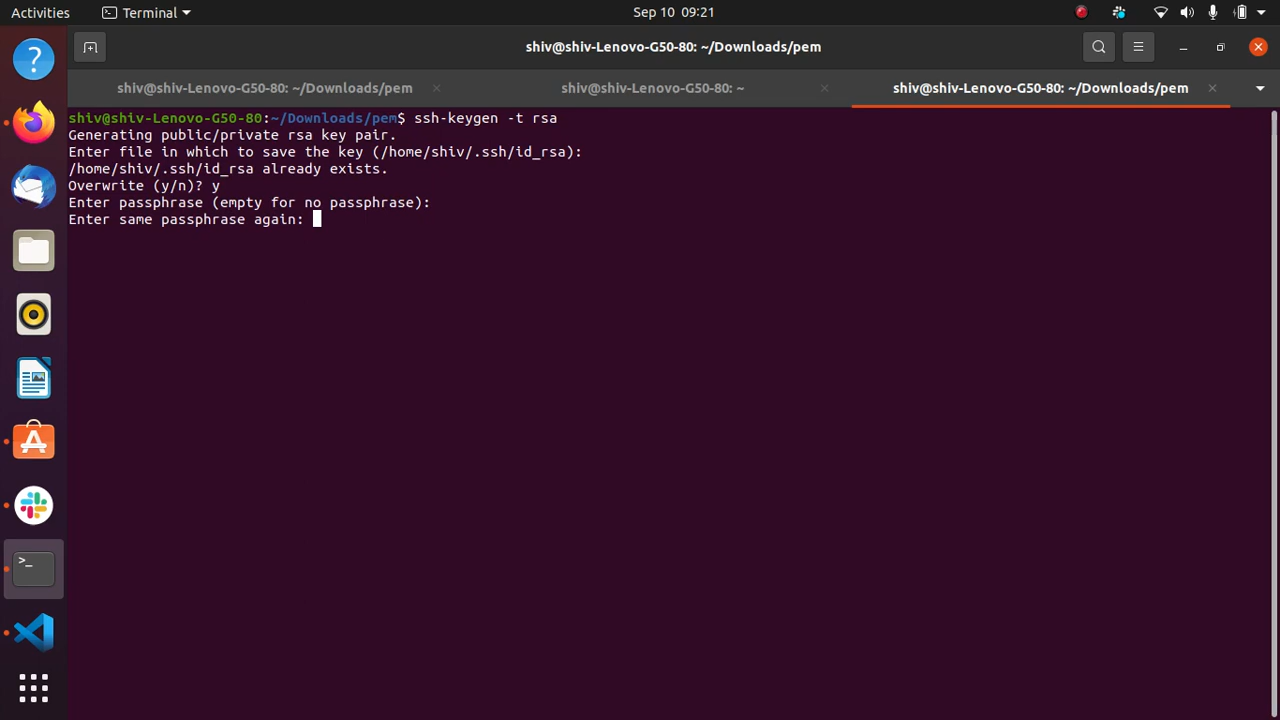 Activities Terminal Sep 10 09:21
shiv@shiv-Lenovo-G50-80: ~/Downloads/pem
shiv@shiv-Lenovo-G50-80: ~/Downloads/pem shiv@shiv-Lenovo-G50-80: ~ shiv@shiv-Lenovo-G50-80: ~/Downloads/pem
shiv@shiv-Lenovo-G50-80:~/Downloads/pem$ ssh-keygen -t rsa
Generating public/private rsa key pair.
Enter file in which to save the key (/home/shiv/.ssh/id_rsa):
/home/shiv/.ssh/id_rsa already exists.
Overwrite (y/n)? y
Enter passphrase (empty for no passphrase):
Enter same passphrase again: